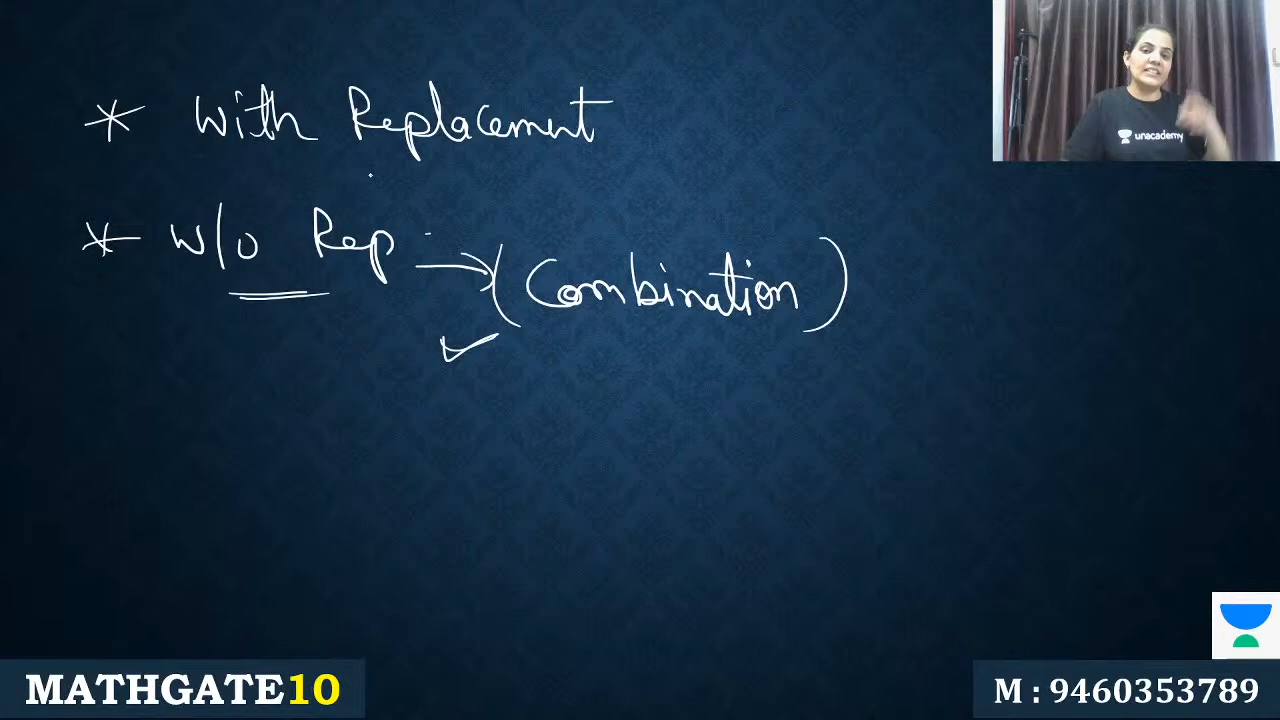 * With Replacement
* w/o Rep. → (Combination)
✓
unacademy
MATHGATE10
M : 9460353789